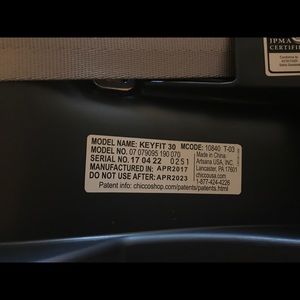 JPMA
CERTIFIED
MODEL NAME: KEYFIT 30 MCODE: 10840 T-03
MODEL NO. 07 079095 190 070
SERIAL NO. 17 04 22 0251
MANUFACTURED IN: APR2017
DO NOT USE AFTER: APR2023
Made in China
Artsana USA, INC.
Lancaster, PA 17601
chiccousa.com
1-877-424-4226
Patent info: chiccoshop.com/patents/patents.html